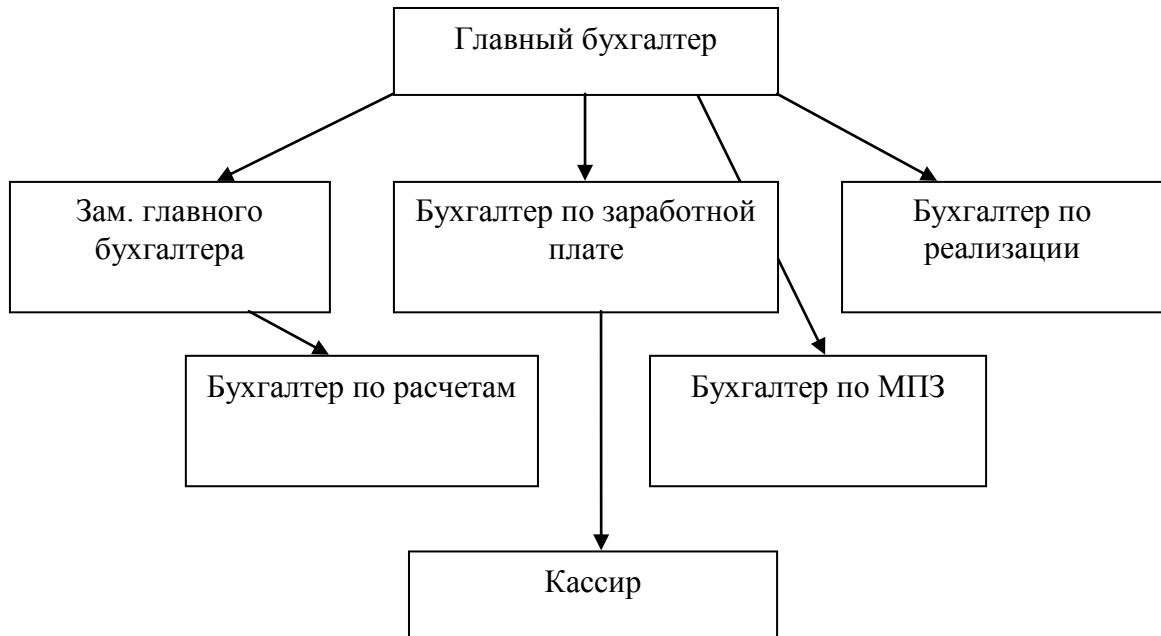 Главный бухгалтер
Зам. главного
бухгалтера
Бухгалтер по заработной
плате
Бухгалтер по
реализации
Бухгалтер по расчетам
Бухгалтер по МПЗ
Кассир